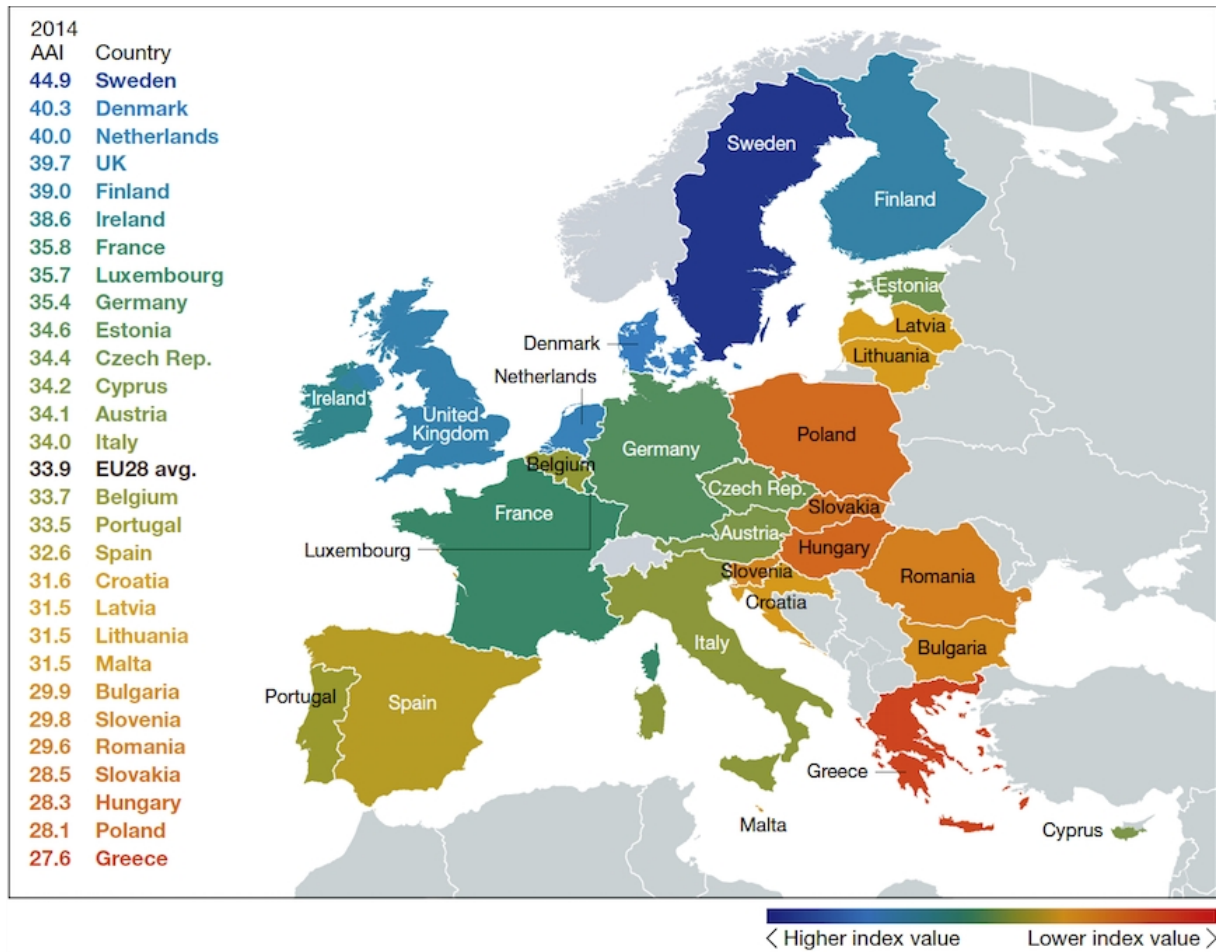 2014
AAI Country
44.9 Sweden
40.3 Denmark
40.0 Netherlands
39.7 UK
39.0 Finland
38.6 Ireland
35.8 France
35.7 Luxembourg
35.4 Germany
34.6 Estonia
34.4 Czech Rep.
34.2 Cyprus
34.1 Austria
34.0 Italy
33.9 EU28 avg.
33.7 Belgium
33.5 Portugal
32.6 Spain
31.6 Croatia
31.5 Latvia
31.5 Lithuania
31.5 Malta
29.9 Bulgaria
29.8 Slovenia
29.6 Romania
28.5 Slovakia
28.3 Hungary
28.1 Poland
27.6 Greece
Sweden
Finland
Estonia
Latvia
Lithuania
Denmark
Netherlands
Ireland
United
Kingdom
Poland
Germany
Belgium
Czech Rep.
Slovakia
France
Austria
Luxembourg
Hungary
Slovenia
Romania
Croatia
Italy
Bulgaria
Portugal
Spain
Greece
Malta
Cyprus
< Higher index value
Lower index value >